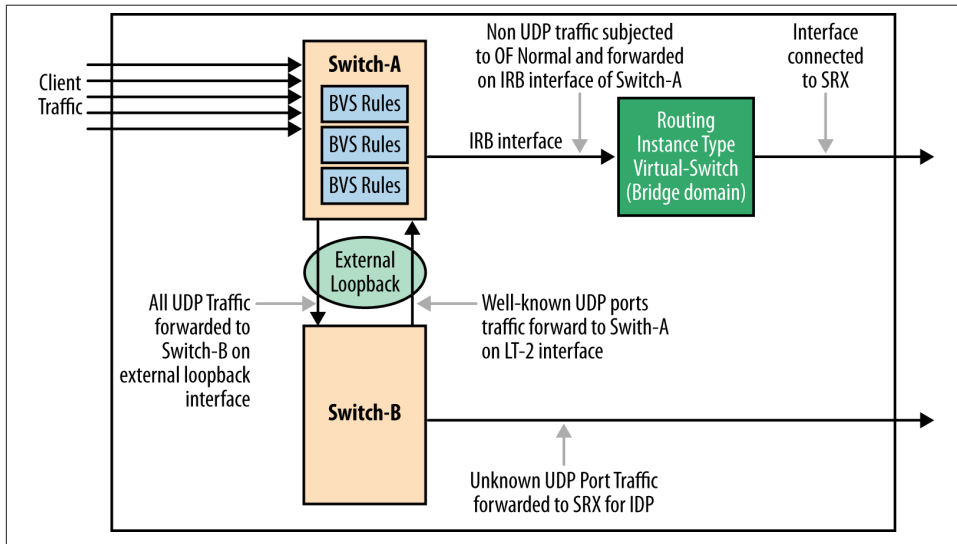 Client
Traffic
Switch-A
BVS Rules
BVS Rules
BVS Rules
Non UDP traffic subjected
to OF Normal and forwarded
on IRB interface of Switch-A
IRB interface
Interface
connected
to SRX
Routing
Instance Type
Virtual-Switch
(Bridge domain)
External
Loopback
All UDP Traffic
forwarded to
Switch-B on
external loopback
interface
Well-known UDP ports
traffic forward to Swith-A
on LT-2 interface
Switch-B
Unknown UDP Port Traffic
forwarded to SRX for IDP